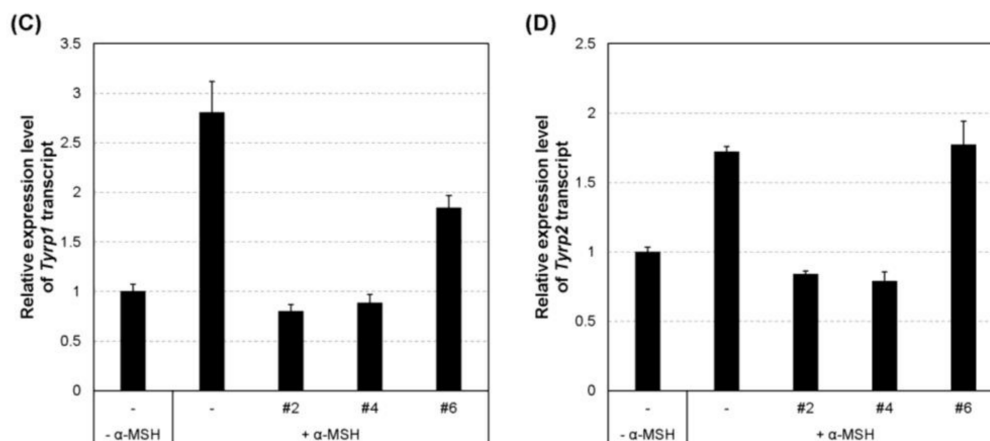 (C)
Relative expression level
of Tyrp1 transcript
3.5
3
2.5
2
1.5
1
0.5
0
- - #2 #4 #6
- α-MSH + α-MSH
(D)
Relative expression level
of Tyrp2 transcript
2.5
2
1.5
1
0.5
0
- - #2 #4 #6
- α-MSH + α-MSH